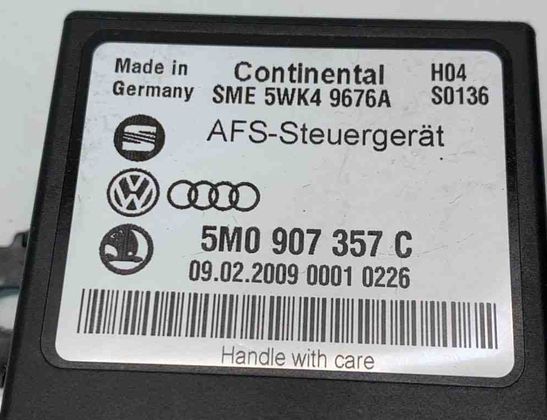 Made in Continental H04
Germany SME 5WK4 9676A S0136
AFS-Steuergerät
5M0 907 357 C
09.02.2009 0001 0226
Handle with care